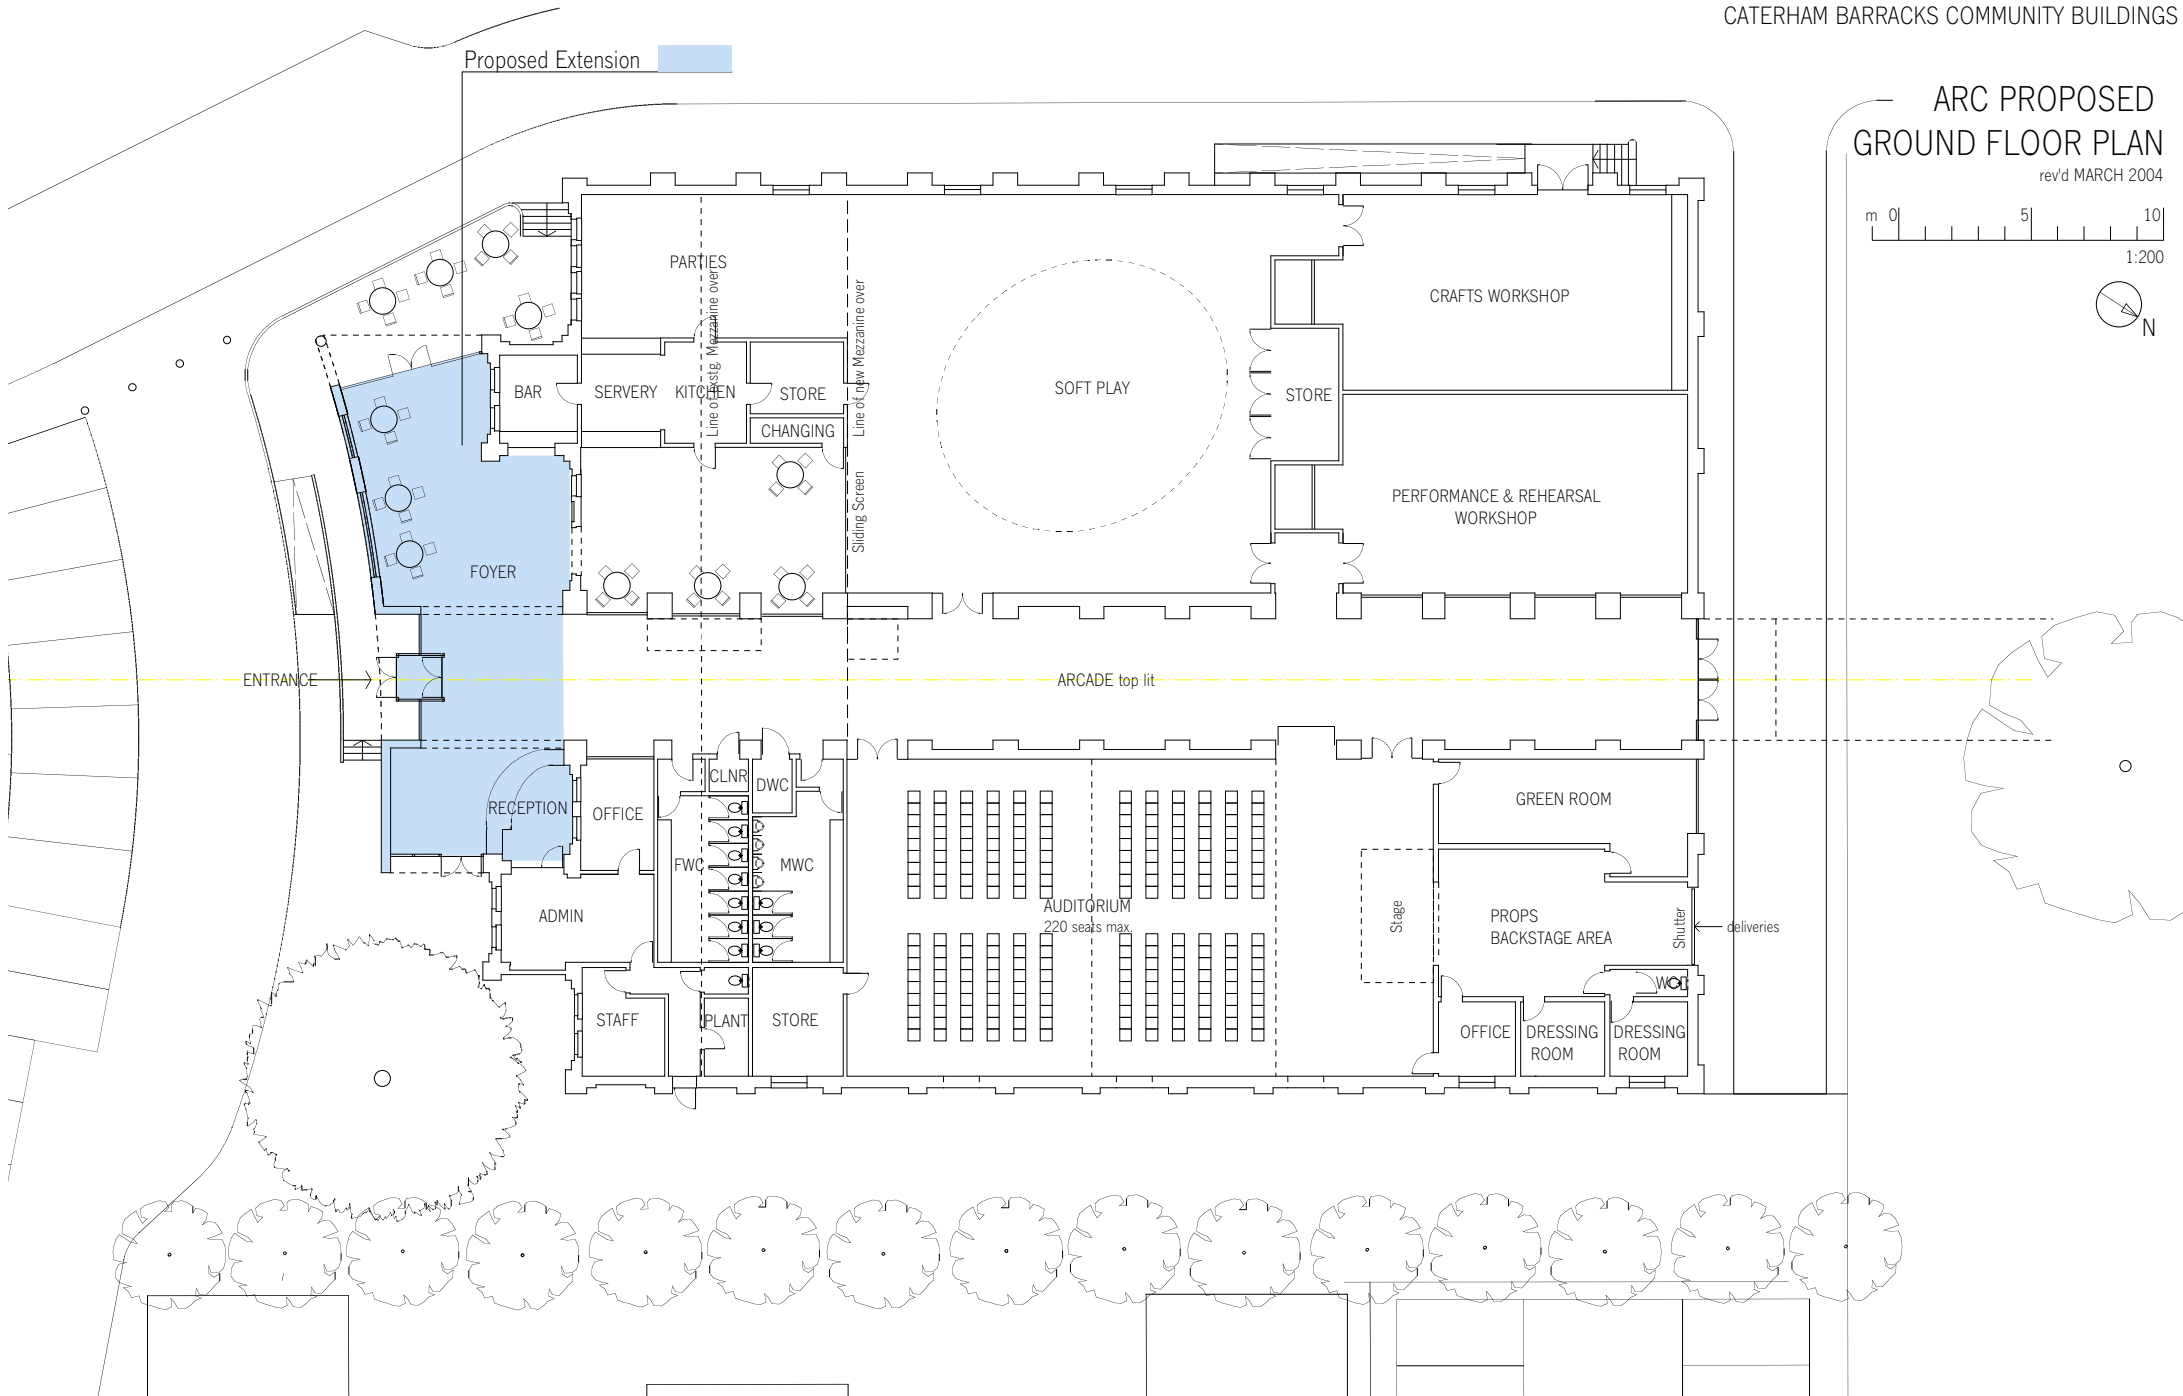 CATERHAM BARRACKS COMMUNITY BUILDINGS
Proposed Extension
ARC PROPOSED
GROUND FLOOR PLAN
rev'd MARCH 2004
m 0 5 10
1:200
N
PARTIES
Line of exstg. Mezzanine over
Line of new Mezzanine over
CRAFTS WORKSHOP
BAR
SERVERY
KITCHEN
STORE
SOFT PLAY
STORE
CHANGING
Sliding Screen
PERFORMANCE & REHEARSAL
WORKSHOP
FOYER
ENTRANCE
ARCADE top lit
CLNR
DWC
RECEPTION
OFFICE
GREEN ROOM
FWC
MWC
ADMIN
AUDITORIUM
220 seats max.
Stage
PROPS
BACKSTAGE AREA
Shutter
deliveries
WC
STAFF
PLANT
STORE
OFFICE
DRESSING
ROOM
DRESSING
ROOM